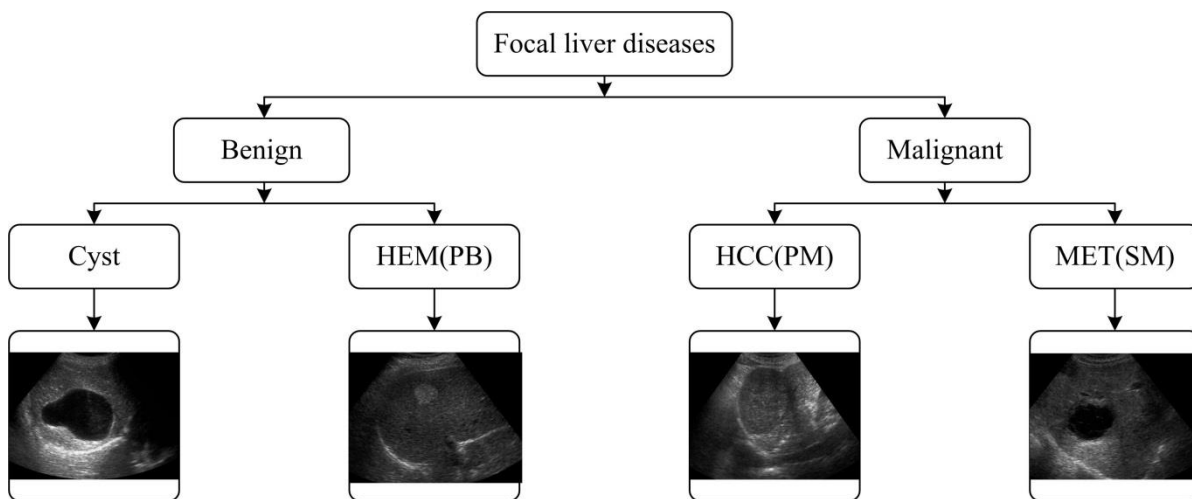 Focal liver diseases
Benign
Malignant
Cyst
HEM(PB)
HCC(PM)
MET(SM)